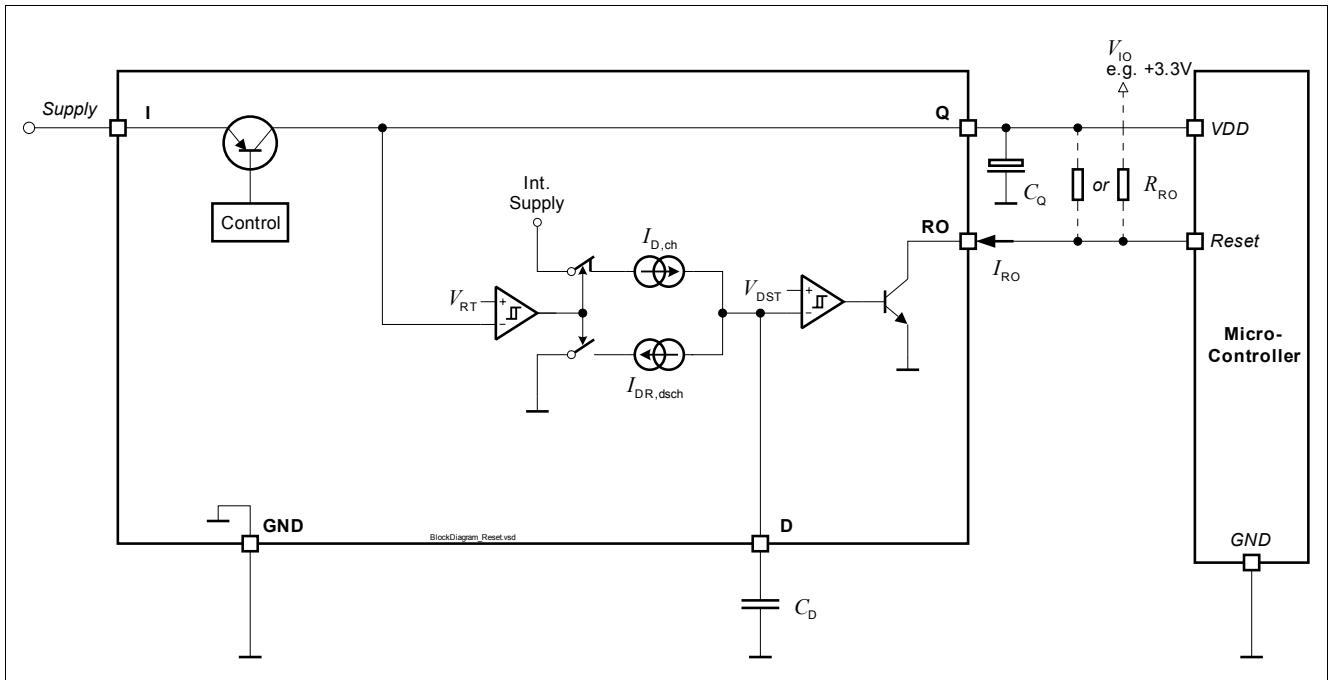 V_IO
e.g. +3.3V
Supply
I
Q
VDD
Int.
Supply
C_Q
or
R_RO
Control
I_D,ch
RO
Reset
I_RO
V_RT
+
−
V_DST
+
−
Micro-
Controller
I_DR,dsch
GND
BlockDiagram_Reset.vsd
D
GND
C_D